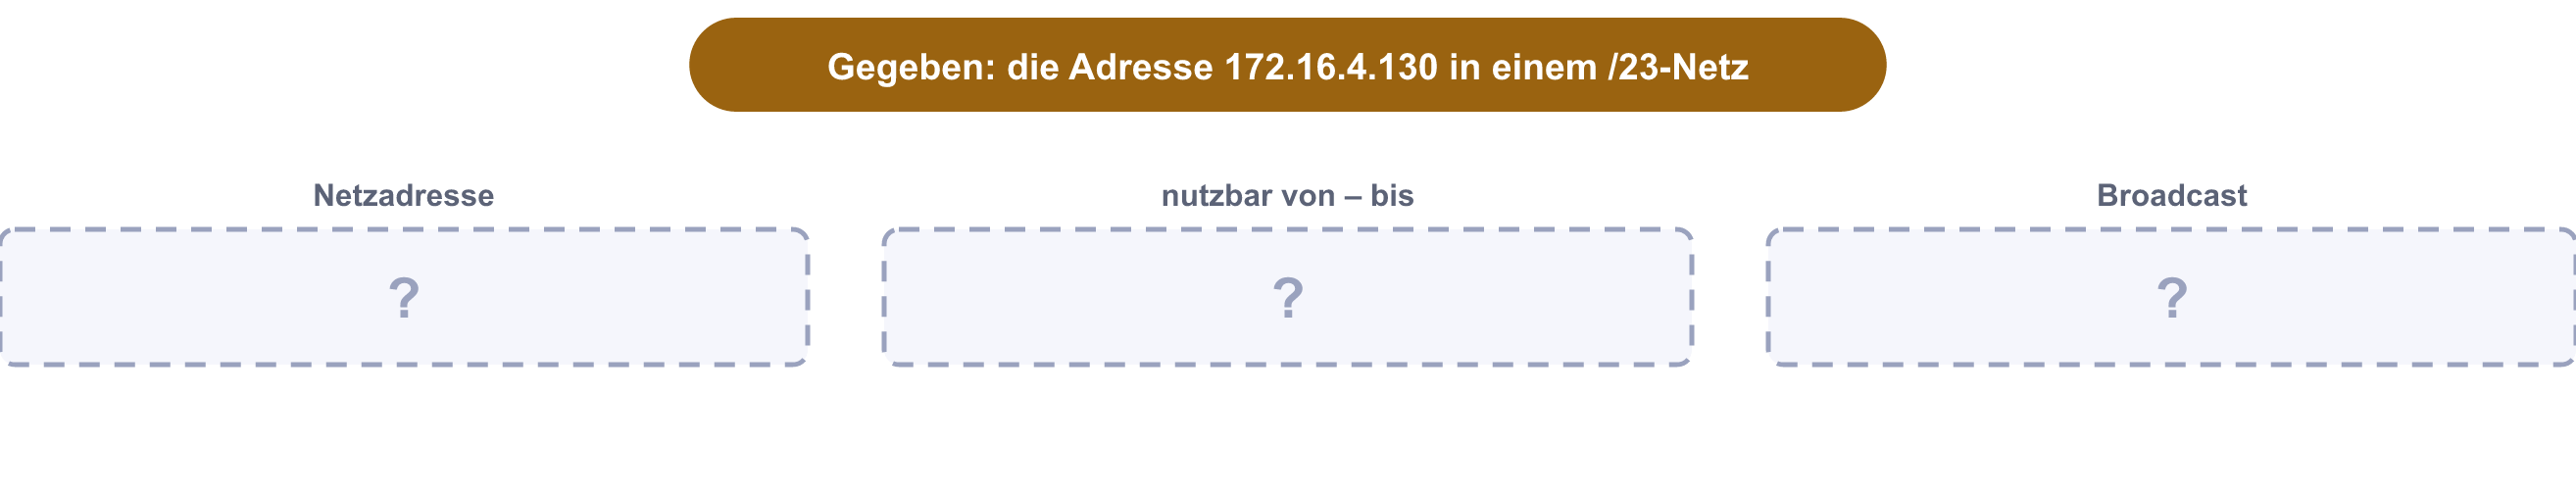 Gegeben: die Adresse 172.16.4.130 in einem /23-Netz
Netzadresse
nutzbar von – bis
Broadcast
?
?
?